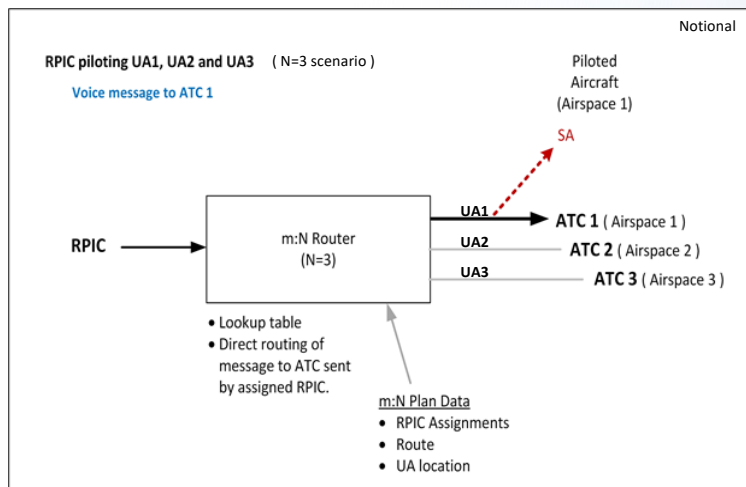 Notional
RPIC piloting UA1, UA2 and UA3 ( N=3 scenario )
Voice message to ATC 1
Piloted
Aircraft
(Airspace 1)
SA
RPIC
m:N Router
(N=3)
UA1
ATC 1 ( Airspace 1 )
UA2
ATC 2 ( Airspace 2 )
UA3
ATC 3 ( Airspace 3 )
• Lookup table
• Direct routing of
message to ATC sent
by assigned RPIC.
m:N Plan Data
• RPIC Assignments
• Route
• UA location